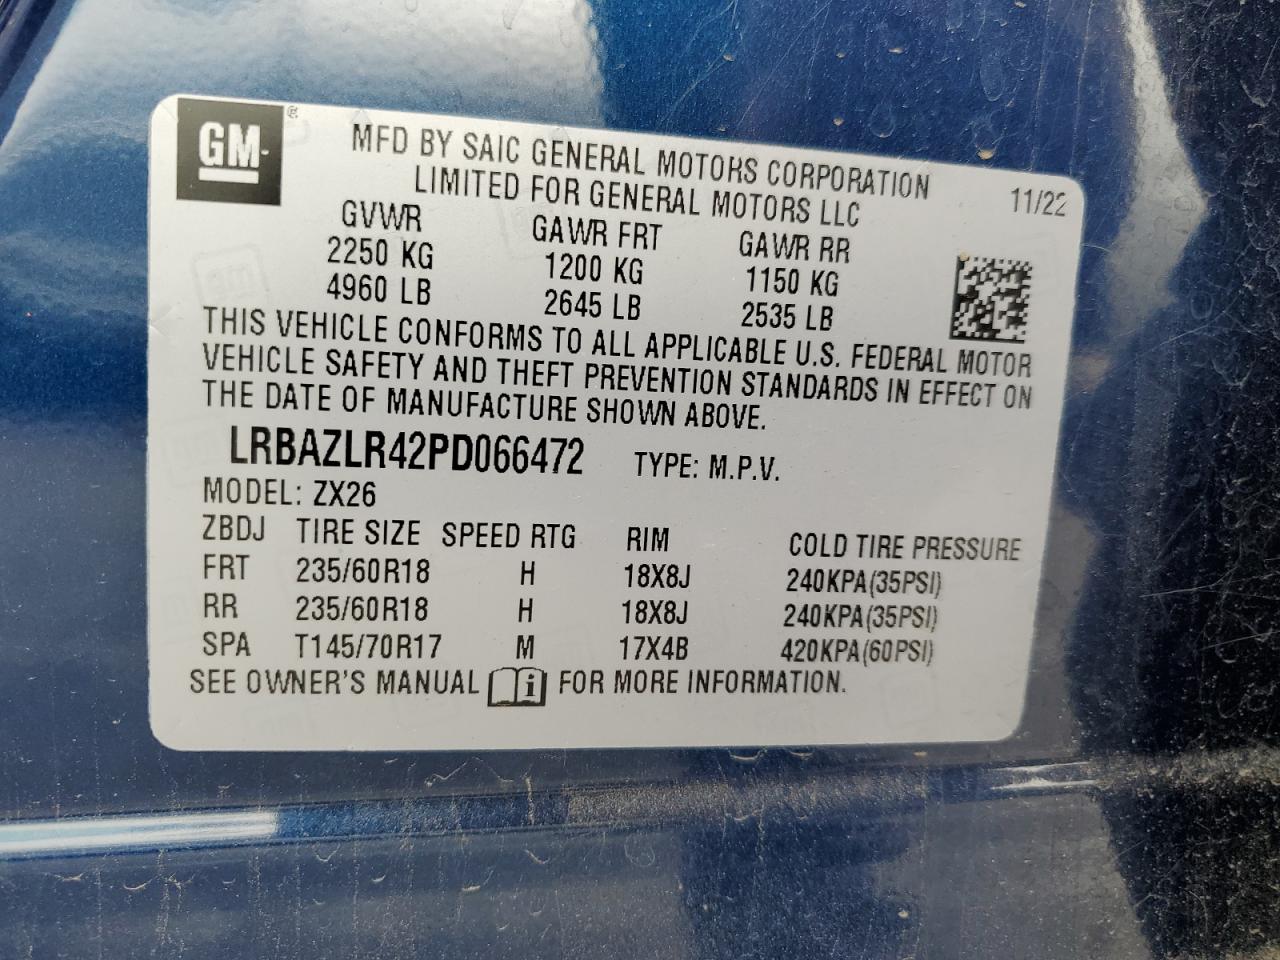 GM ®
MFD BY SAIC GENERAL MOTORS CORPORATION
LIMITED FOR GENERAL MOTORS LLC
11/22
GVWR GAWR FRT GAWR RR
2250 KG 1200 KG 1150 KG
4960 LB 2645 LB 2535 LB
THIS VEHICLE CONFORMS TO ALL APPLICABLE U.S. FEDERAL MOTOR
VEHICLE SAFETY AND THEFT PREVENTION STANDARDS IN EFFECT ON
THE DATE OF MANUFACTURE SHOWN ABOVE.
LRBAZLR42PD066472 TYPE: M.P.V.
MODEL: ZX26
ZBDJ TIRE SIZE SPEED RTG RIM COLD TIRE PRESSURE
FRT 235/60R18 H 18X8J 240KPA(35PSI)
RR 235/60R18 H 18X8J 240KPA(35PSI)
SPA T145/70R17 M 17X4B 420KPA(60PSI)
SEE OWNER'S MANUAL i FOR MORE INFORMATION.